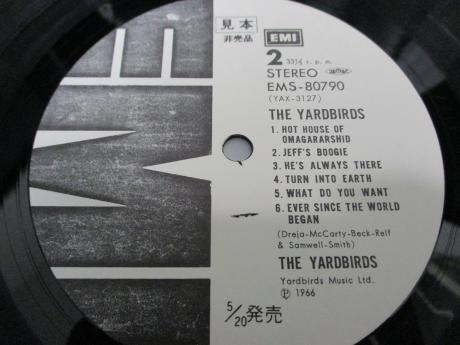 見本
非売品
EMI
2 33⅓ r. p. m.
STEREO
EMS-80790
(YAX-3127)
THE YARDBIRDS
1. HOT HOUSE OF
OMAGARARSHID
2. JEFF'S BOOGIE
3. HE'S ALWAYS THERE
4. TURN INTO EARTH
5. WHAT DO YOU WANT
6. EVER SINCE THE WORLD
BEGAN
(Dreja-McCarty-Beck-Relf
& Samwell-Smith)
THE YARDBIRDS
Yardbirds Music Ltd.
Ⓟ 1966
5/20発売